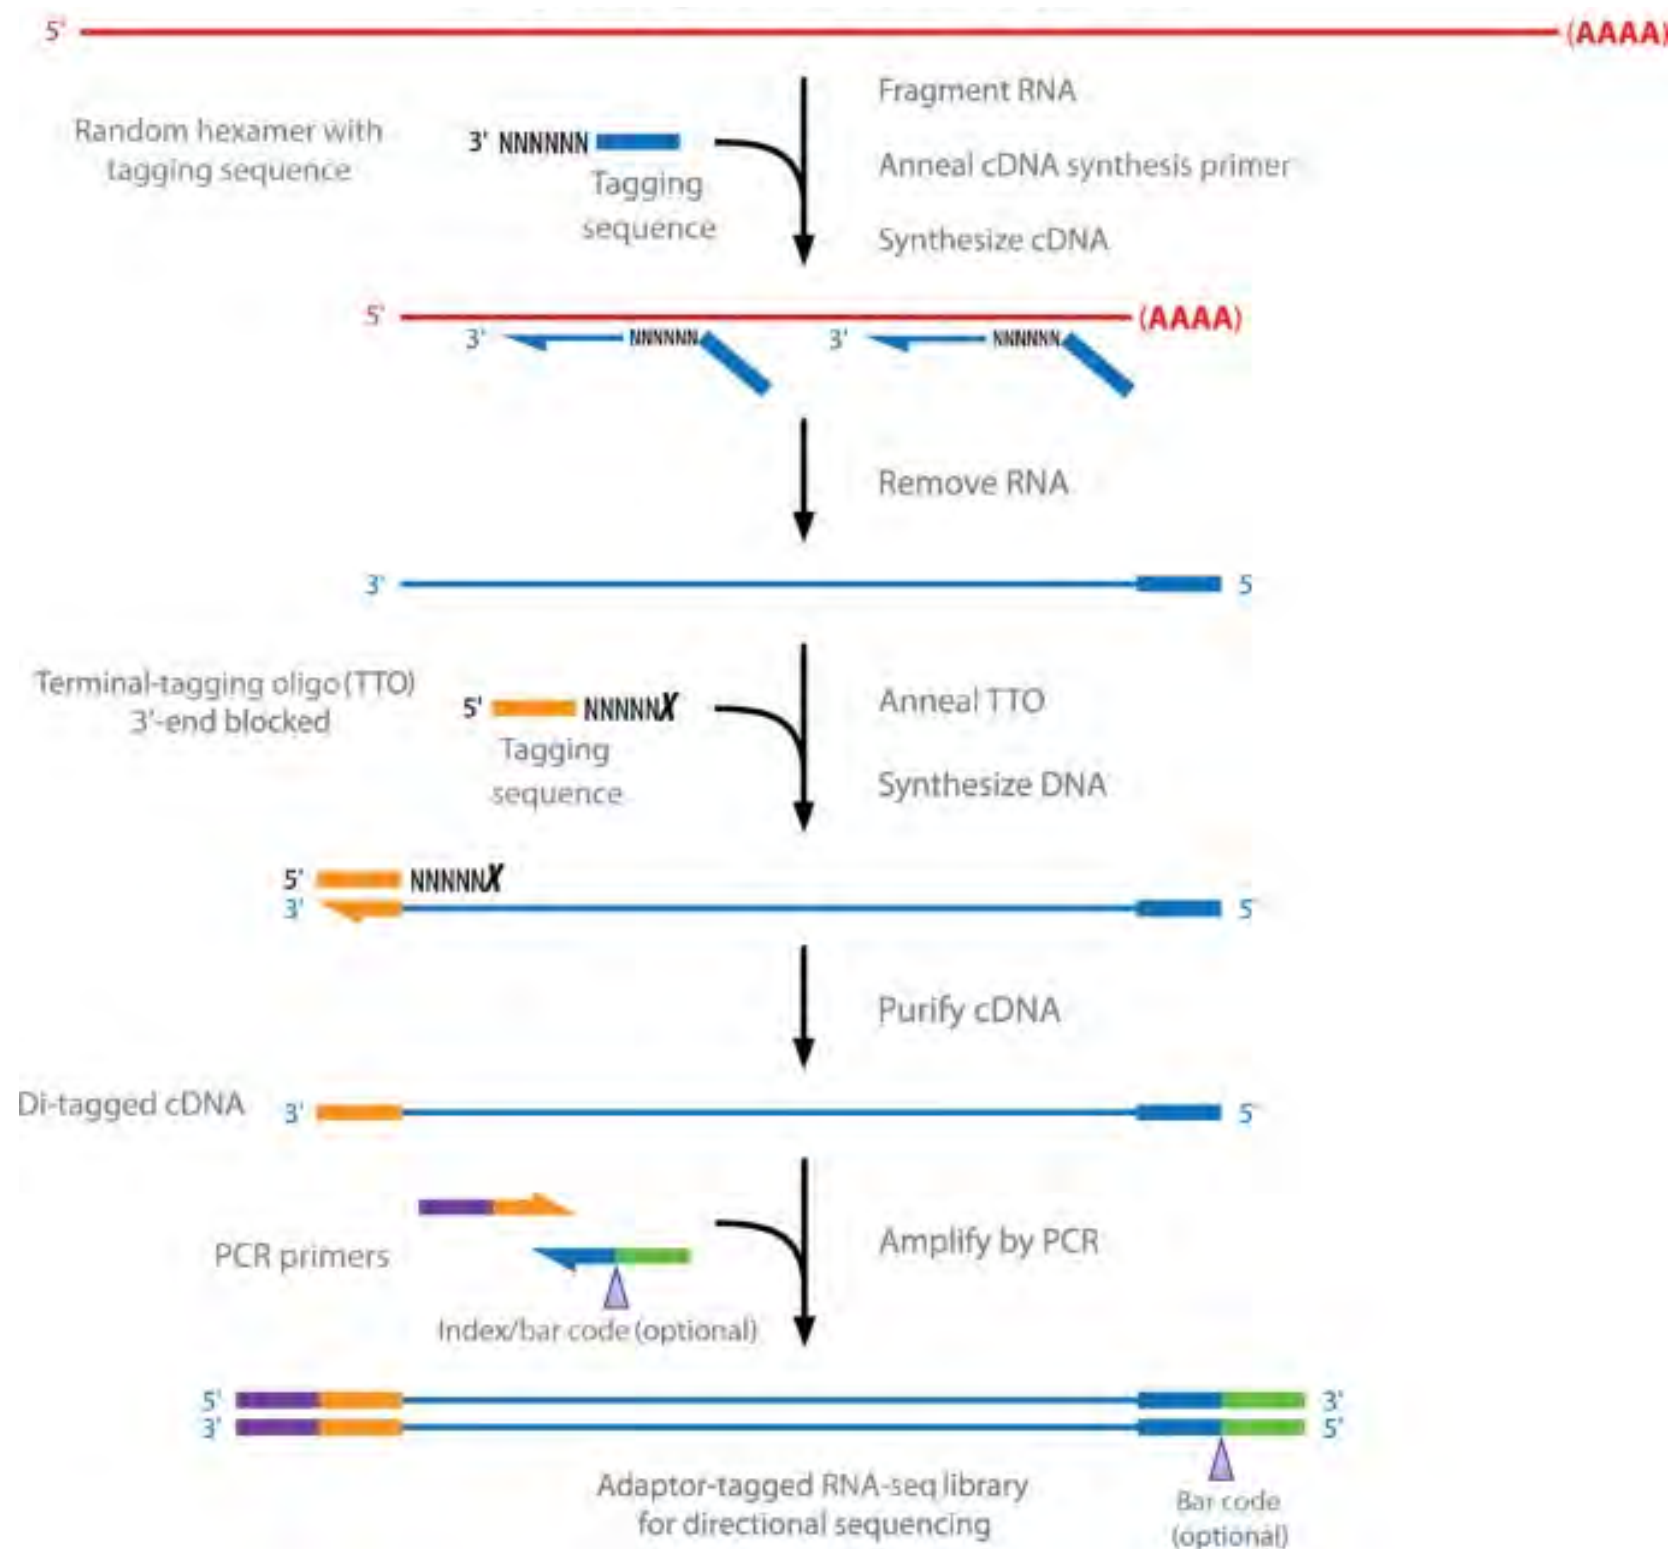 5' (AAAA)
Fragment RNA
Random hexamer with
tagging sequence
3' NNNNNN
Tagging
sequence
Anneal cDNA synthesis primer
Synthesize cDNA
5' (AAAA)
3' NNNNNN 3' NNNNNN
Remove RNA
3' 5
Terminal-tagging oligo (TTO)
3'-end blocked
5' NNNNNX
Tagging
sequence
Anneal TTO
Synthesize DNA
5' NNNNNX
3' 5'
Purify cDNA
Di-tagged cDNA 3' 5'
PCR primers
Amplify by PCR
Index/bar code (optional)
5' 3'
3' 5'
Adaptor-tagged RNA-seq library
for directional sequencing
Bar code
(optional)